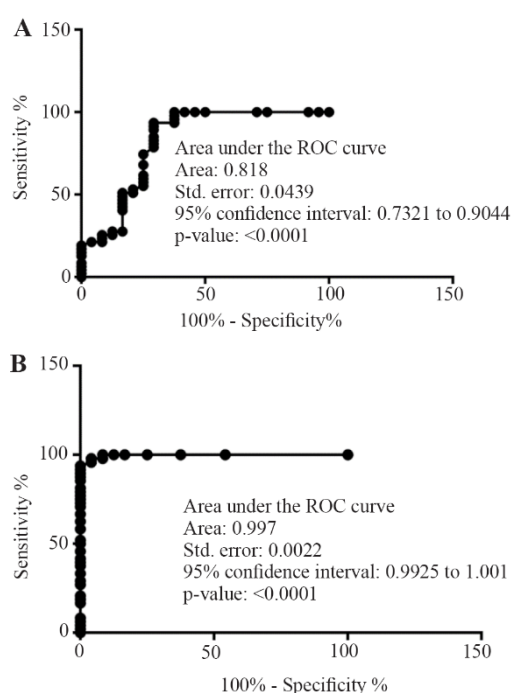 A
150
100
50
0
Sensitivity %
Area under the ROC curve
Area: 0.818
Std. error: 0.0439
95% confidence interval: 0.7321 to 0.9044
p-value: <0.0001
0 50 100 150
100% - Specificity%
B
150
100
50
0
Sensitivity %
Area under the ROC curve
Area: 0.997
Std. error: 0.0022
95% confidence interval: 0.9925 to 1.001
p-value: <0.0001
0 50 100 150
100% - Specificity %